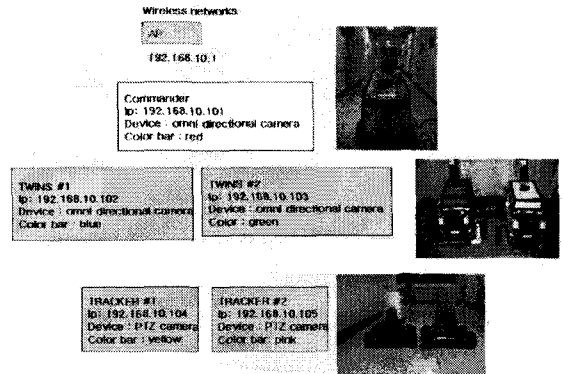 Wireless networks
AP
192.168.10.1
Commander
Ip: 192.168.10.101
Device : omni directional camera
Color bar : red
TWINS #1
Ip: 192.168.10.102
Device : omni directional camera
Color bar : blue
TWINS #2
Ip: 192.168.10.103
Device : omni directional camera
Color : green
TRACKER #1
Ip: 192.168.10.104
Device : PTZ camera
Color bar : yellow
TRACKER #2
Ip: 192.168.10.105
Device : PTZ camera
Color bar: pink